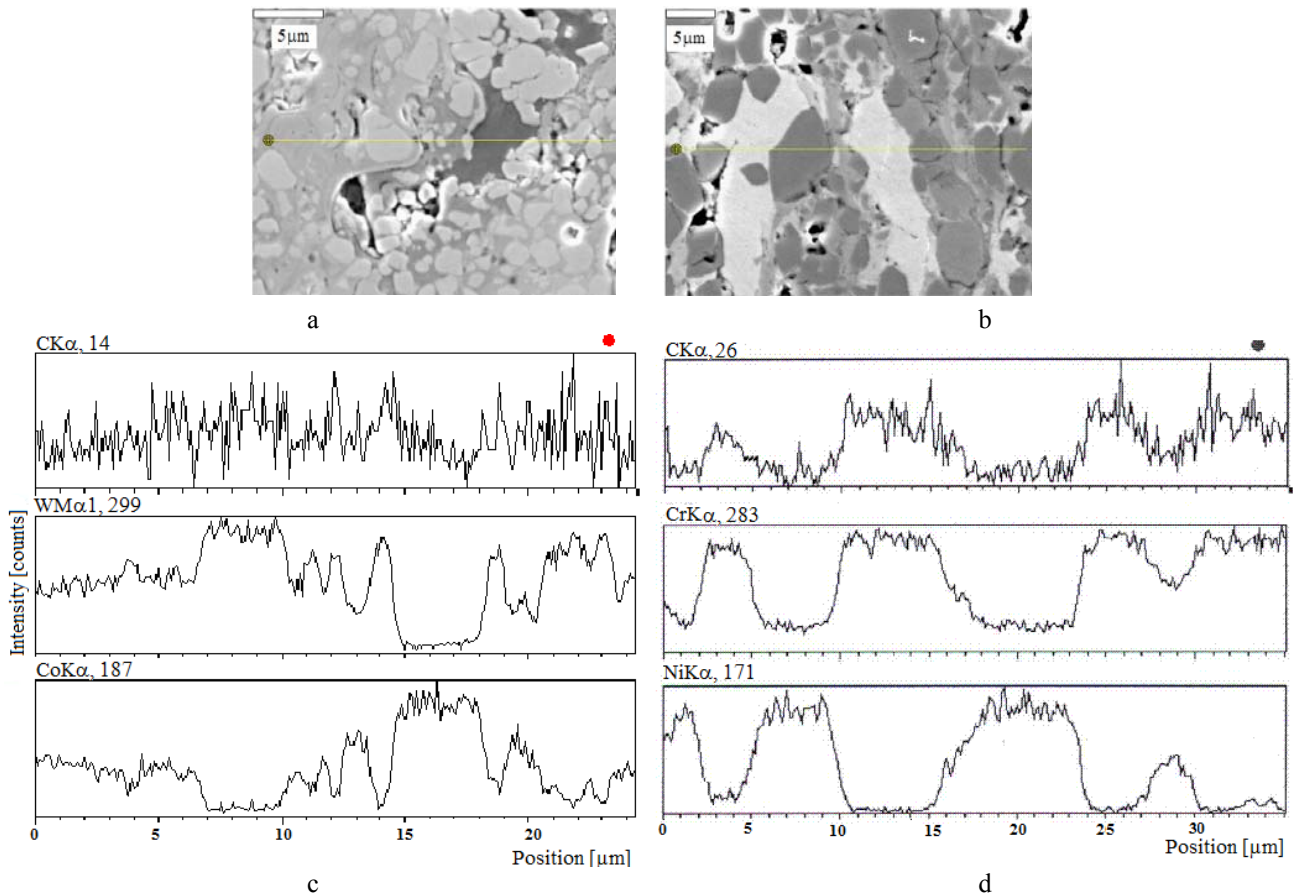 5µm
5µm
a
b
CKα, 14
WMα1, 299
CoKα, 187
Intensity [counts]
0 5 10 15 20
Position [µm]
c
CKα, 26
CrKα, 283
NiKα, 171
0 5 10 15 20 25 30
Position [µm]
d